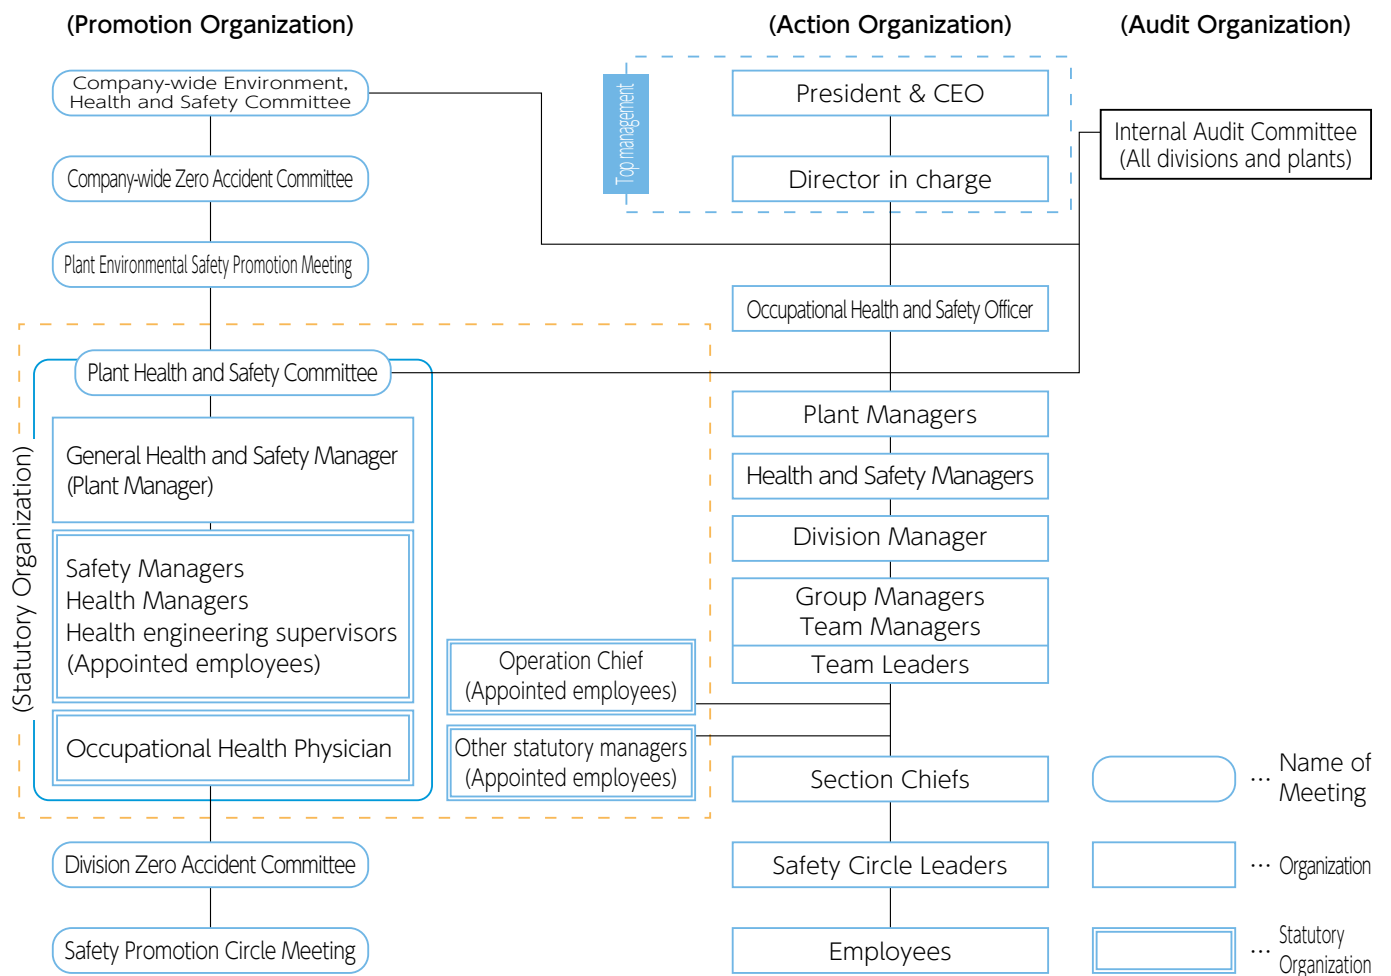 (Promotion Organization)
(Action Organization)
(Audit Organization)
Company-wide Environment,
Health and Safety Committee
Company-wide Zero Accident Committee
Plant Environmental Safety Promotion Meeting
(Statutory Organization)
Plant Health and Safety Committee
General Health and Safety Manager
(Plant Manager)
Safety Managers
Health Managers
Health engineering supervisors
(Appointed employees)
Occupational Health Physician
Division Zero Accident Committee
Safety Promotion Circle Meeting
Operation Chief
(Appointed employees)
Other statutory managers
(Appointed employees)
Top management
President & CEO
Director in charge
Occupational Health and Safety Officer
Plant Managers
Health and Safety Managers
Division Manager
Group Managers
Team Managers
Team Leaders
Section Chiefs
Safety Circle Leaders
Employees
Internal Audit Committee
(All divisions and plants)
… Name of
Meeting
… Organization
… Statutory
Organization